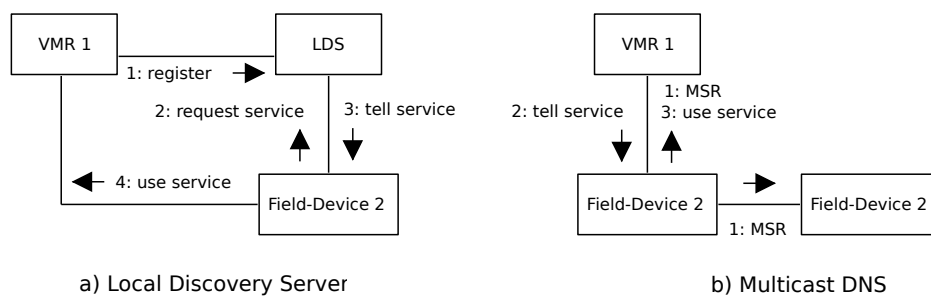 VMR 1
LDS
1: register
2: request service
3: tell service
4: use service
Field-Device 2
a) Local Discovery Server
VMR 1
1: MSR
2: tell service
3: use service
Field-Device 2
Field-Device 2
1: MSR
b) Multicast DNS